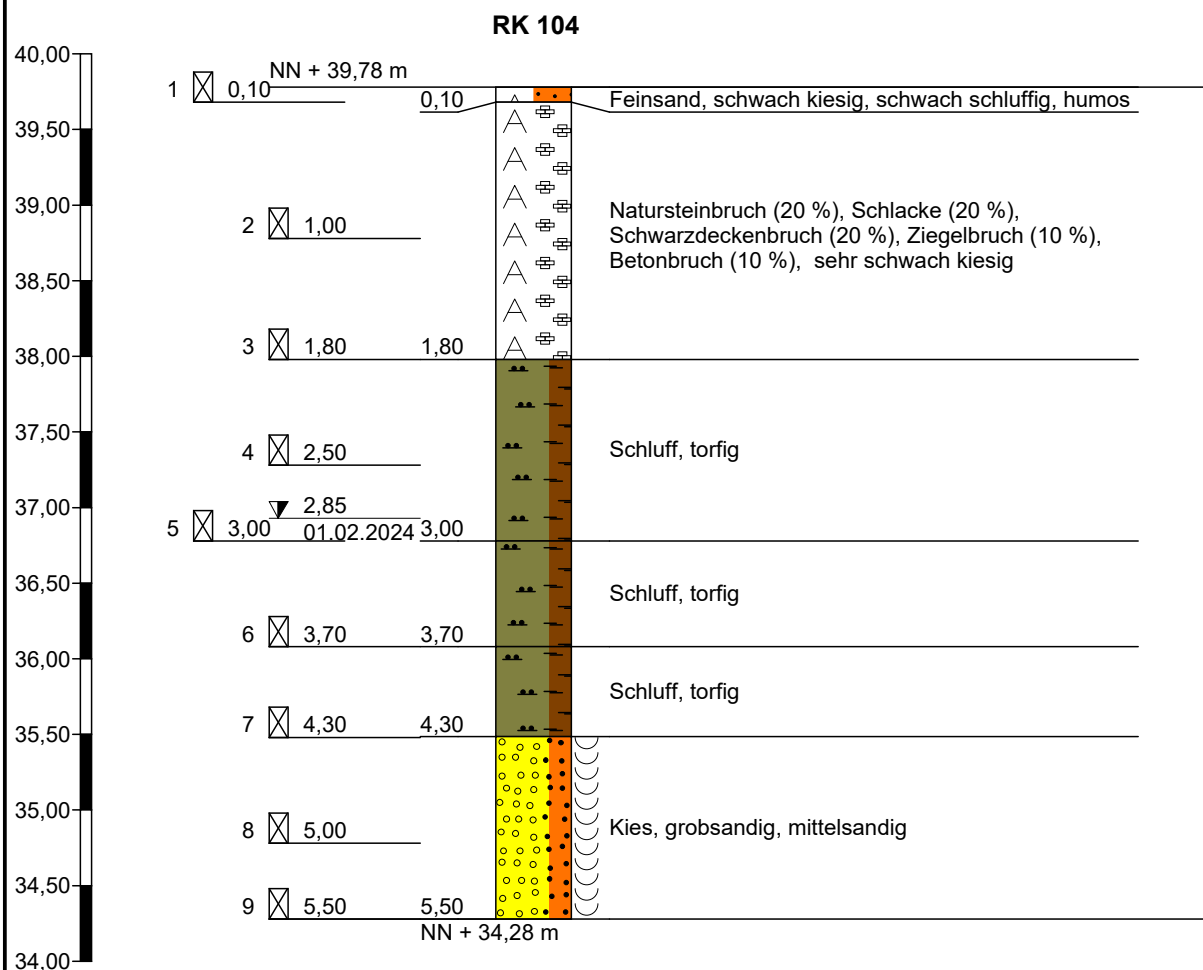 RK 104
40,00
NN + 39,78 m
1 0,10
0,10
Feinsand, schwach kiesig, schwach schluffig, humos
39,50
39,00
Natursteinbruch (20 %), Schlacke (20 %),
2 1,00
Schwarzdeckenbruch (20 %), Ziegelbruch (10 %),
Betonbruch (10 %), sehr schwach kiesig
38,50
3 1,80
1,80
38,00
37,50
4 2,50
Schluff, torfig
37,00
2,85
01.02.2024
5 3,00
3,00
36,50
Schluff, torfig
6 3,70
3,70
36,00
Schluff, torfig
7 4,30
4,30
35,50
35,00
8 5,00
Kies, grobsandig, mittelsandig
34,50
9 5,50
5,50
NN + 34,28 m
34,00